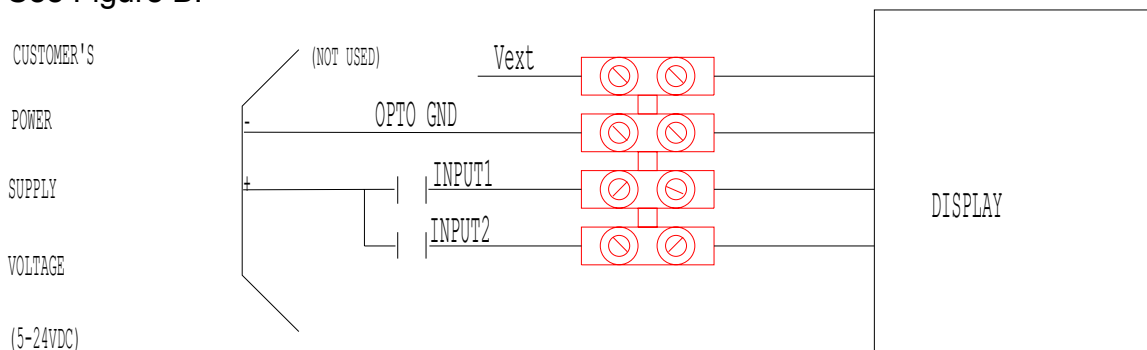 See Figure B.
CUSTOMER'S
(NOT USED)
Vext
POWER
-
OPTO GND
SUPPLY
+
INPUT1
DISPLAY
INPUT2
VOLTAGE
(5-24VDC)